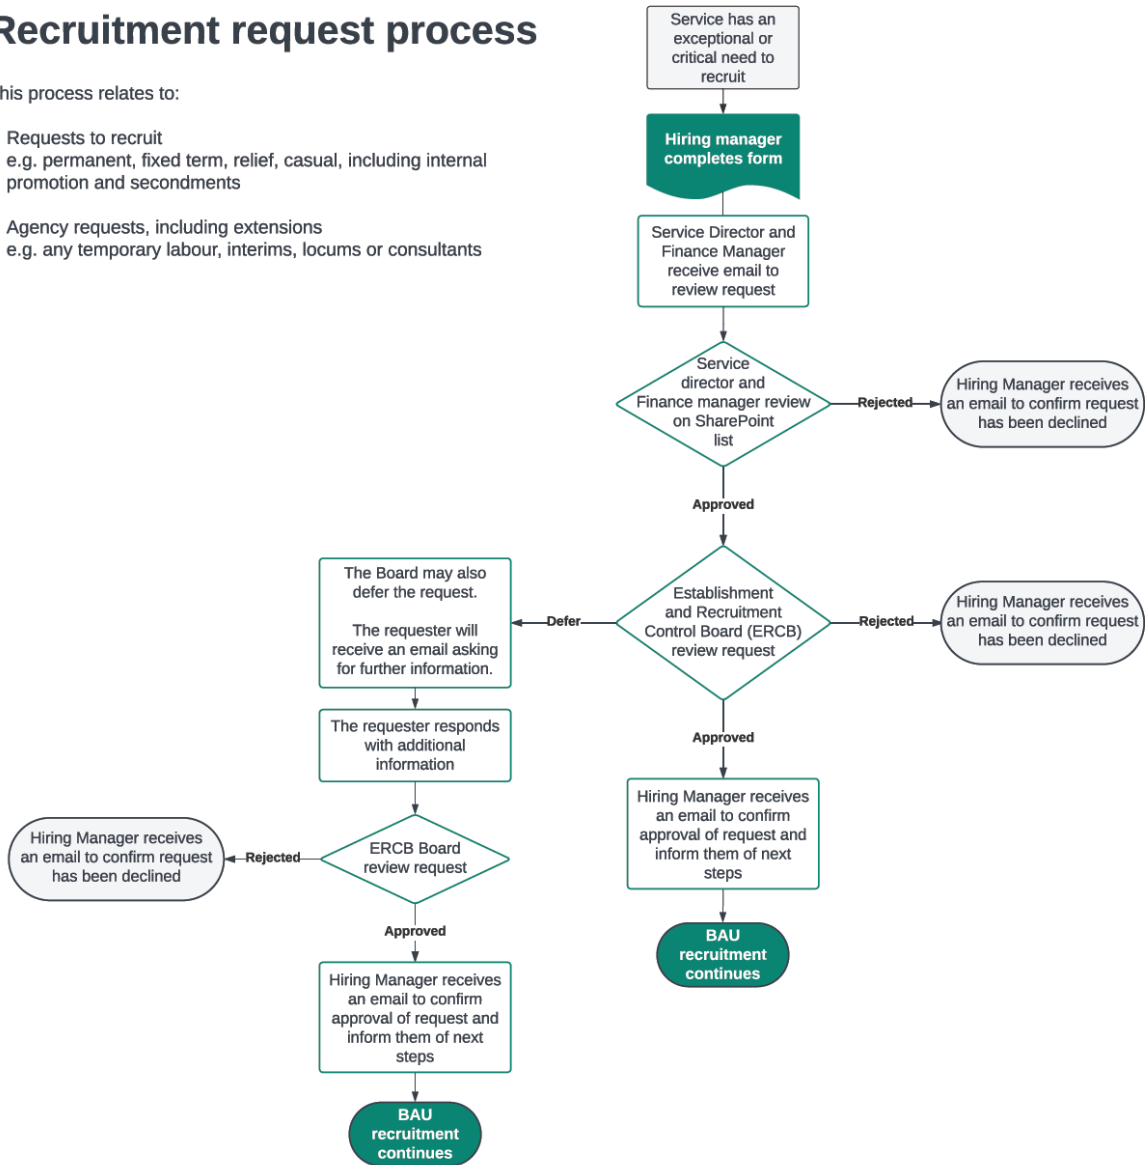 Recruitment request process
his process relates to:
Requests to recruit
e.g. permanent, fixed term, relief, casual, including internal
promotion and secondments
Agency requests, including extensions
e.g. any temporary labour, interims, locums or consultants
Service has an
exceptional or
critical need to
recruit
Hiring manager
completes form
Service Director and
Finance Manager
receive email to
review request
Service
director and
Finance manager review
on SharePoint
list
Rejected
Hiring Manager receives
an email to confirm request
has been declined
Approved
Establishment
and Recruitment
Control Board (ERCB)
review request
Rejected
Hiring Manager receives
an email to confirm request
has been declined
Defer
The Board may also
defer the request.
The requester will
receive an email asking
for further information.
The requester responds
with additional
information
ERCB Board
review request
Rejected
Hiring Manager receives
an email to confirm request
has been declined
Approved
Hiring Manager receives
an email to confirm
approval of request and
inform them of next
steps
BAU
recruitment
continues
Approved
Hiring Manager receives
an email to confirm
approval of request and
inform them of next
steps
BAU
recruitment
continues